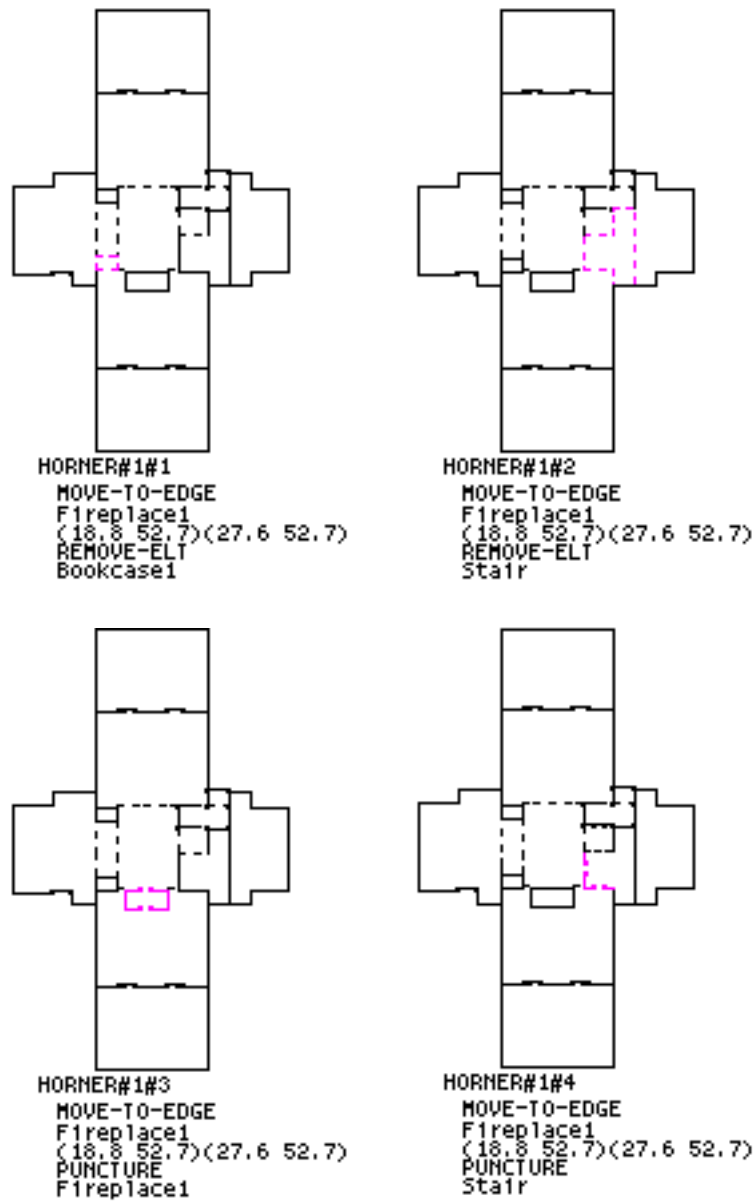 HORNER#1#1
MOVE-TO-EDGE
Fireplace1
(18.8 52.7)(27.6 52.7)
REMOVE-ELT
Bookcase1
HORNER#1#2
MOVE-TO-EDGE
Fireplace1
(18.8 52.7)(27.6 52.7)
REMOVE-ELT
Stair
HORNER#1#3
MOVE-TO-EDGE
Fireplace1
(18.8 52.7)(27.6 52.7)
PUNCTURE
Fireplace1
HORNER#1#4
MOVE-TO-EDGE
Fireplace1
(18.8 52.7)(27.6 52.7)
PUNCTURE
Stair